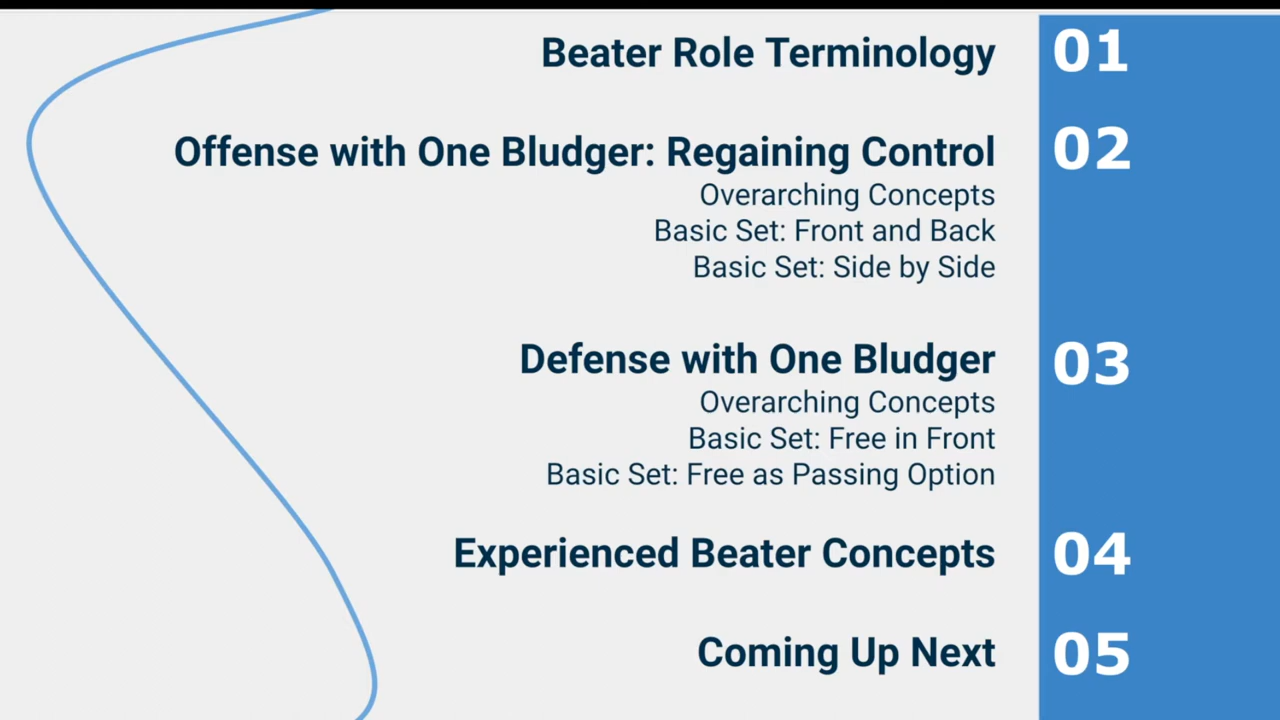 Beater Role Terminology 01
Offense with One Bludger: Regaining Control 02
Overarching Concepts
Basic Set: Front and Back
Basic Set: Side by Side
Defense with One Bludger 03
Overarching Concepts
Basic Set: Free in Front
Basic Set: Free as Passing Option
Experienced Beater Concepts 04
Coming Up Next 05